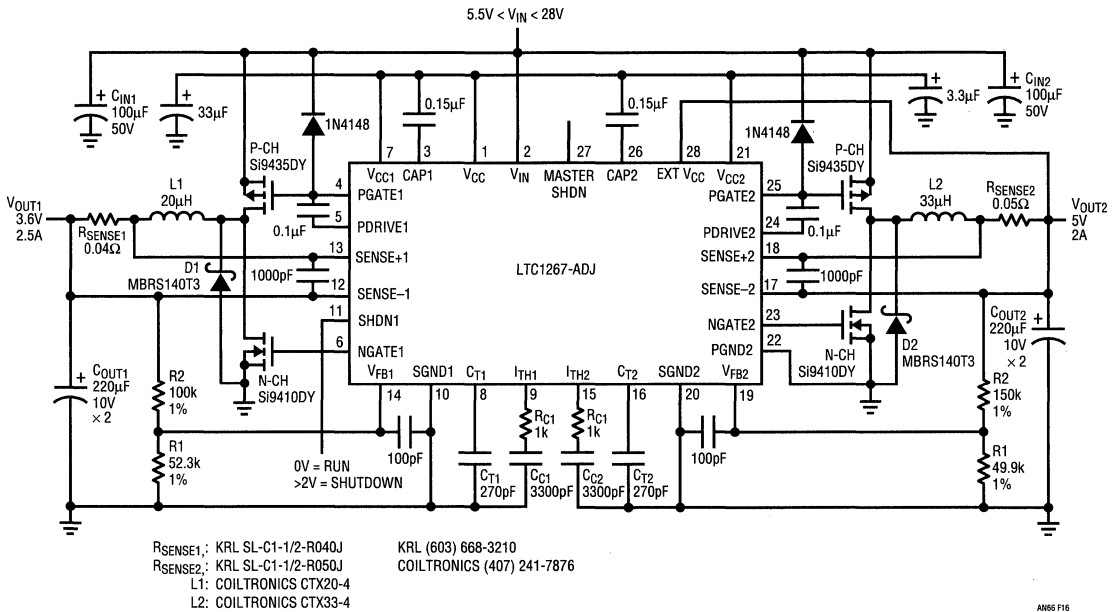 5.5V < VIN < 28V
CIN1
100µF
50V
33µF
1N4148
0.15µF
0.15µF
1N4148
3.3µF
CIN2
100µF
50V
P-CH
Si9435DY
7
3
1
2
27
26
28
21
P-CH
Si9435DY
VCC1
CAP1
VCC
VIN
MASTER
SHDN
CAP2
EXT VCC
VCC2
VOUT1
3.6V
2.5A
RSENSE1
0.04Ω
L1
20µH
4
PGATE1
0.1µF
5
PDRIVE1
13
SENSE+1
1000pF
12
SENSE–1
11
SHDN1
6
NGATE1
LTC1267-ADJ
25
PGATE2
24
PDRIVE2
0.1µF
18
SENSE+2
1000pF
17
SENSE–2
23
NGATE2
22
PGND2
L2
33µH
RSENSE2
0.05Ω
VOUT2
5V
2A
D1
MBRS140T3
N-CH
Si9410DY
N-CH
Si9410DY
D2
MBRS140T3
COUT1
220µF
10V
× 2
COUT2
220µF
10V
× 2
VFB1
SGND1
CT1
ITH1
ITH2
CT2
SGND2
VFB2
14
10
8
9
15
16
20
19
R2
100k
1%
R1
52.3k
1%
100pF
RC1
1k
RC1
1k
100pF
R2
150k
1%
R1
49.9k
1%
0V = RUN
>2V = SHUTDOWN
CT1
270pF
CC1
3300pF
CC2
3300pF
CT2
270pF
RSENSE1,: KRL SL-C1-1/2-R040J KRL (603) 668-3210
RSENSE2,: KRL SL-C1-1/2-R050J COILTRONICS (407) 241-7876
L1: COILTRONICS CTX20-4
L2: COILTRONICS CTX33-4
AN66 F16